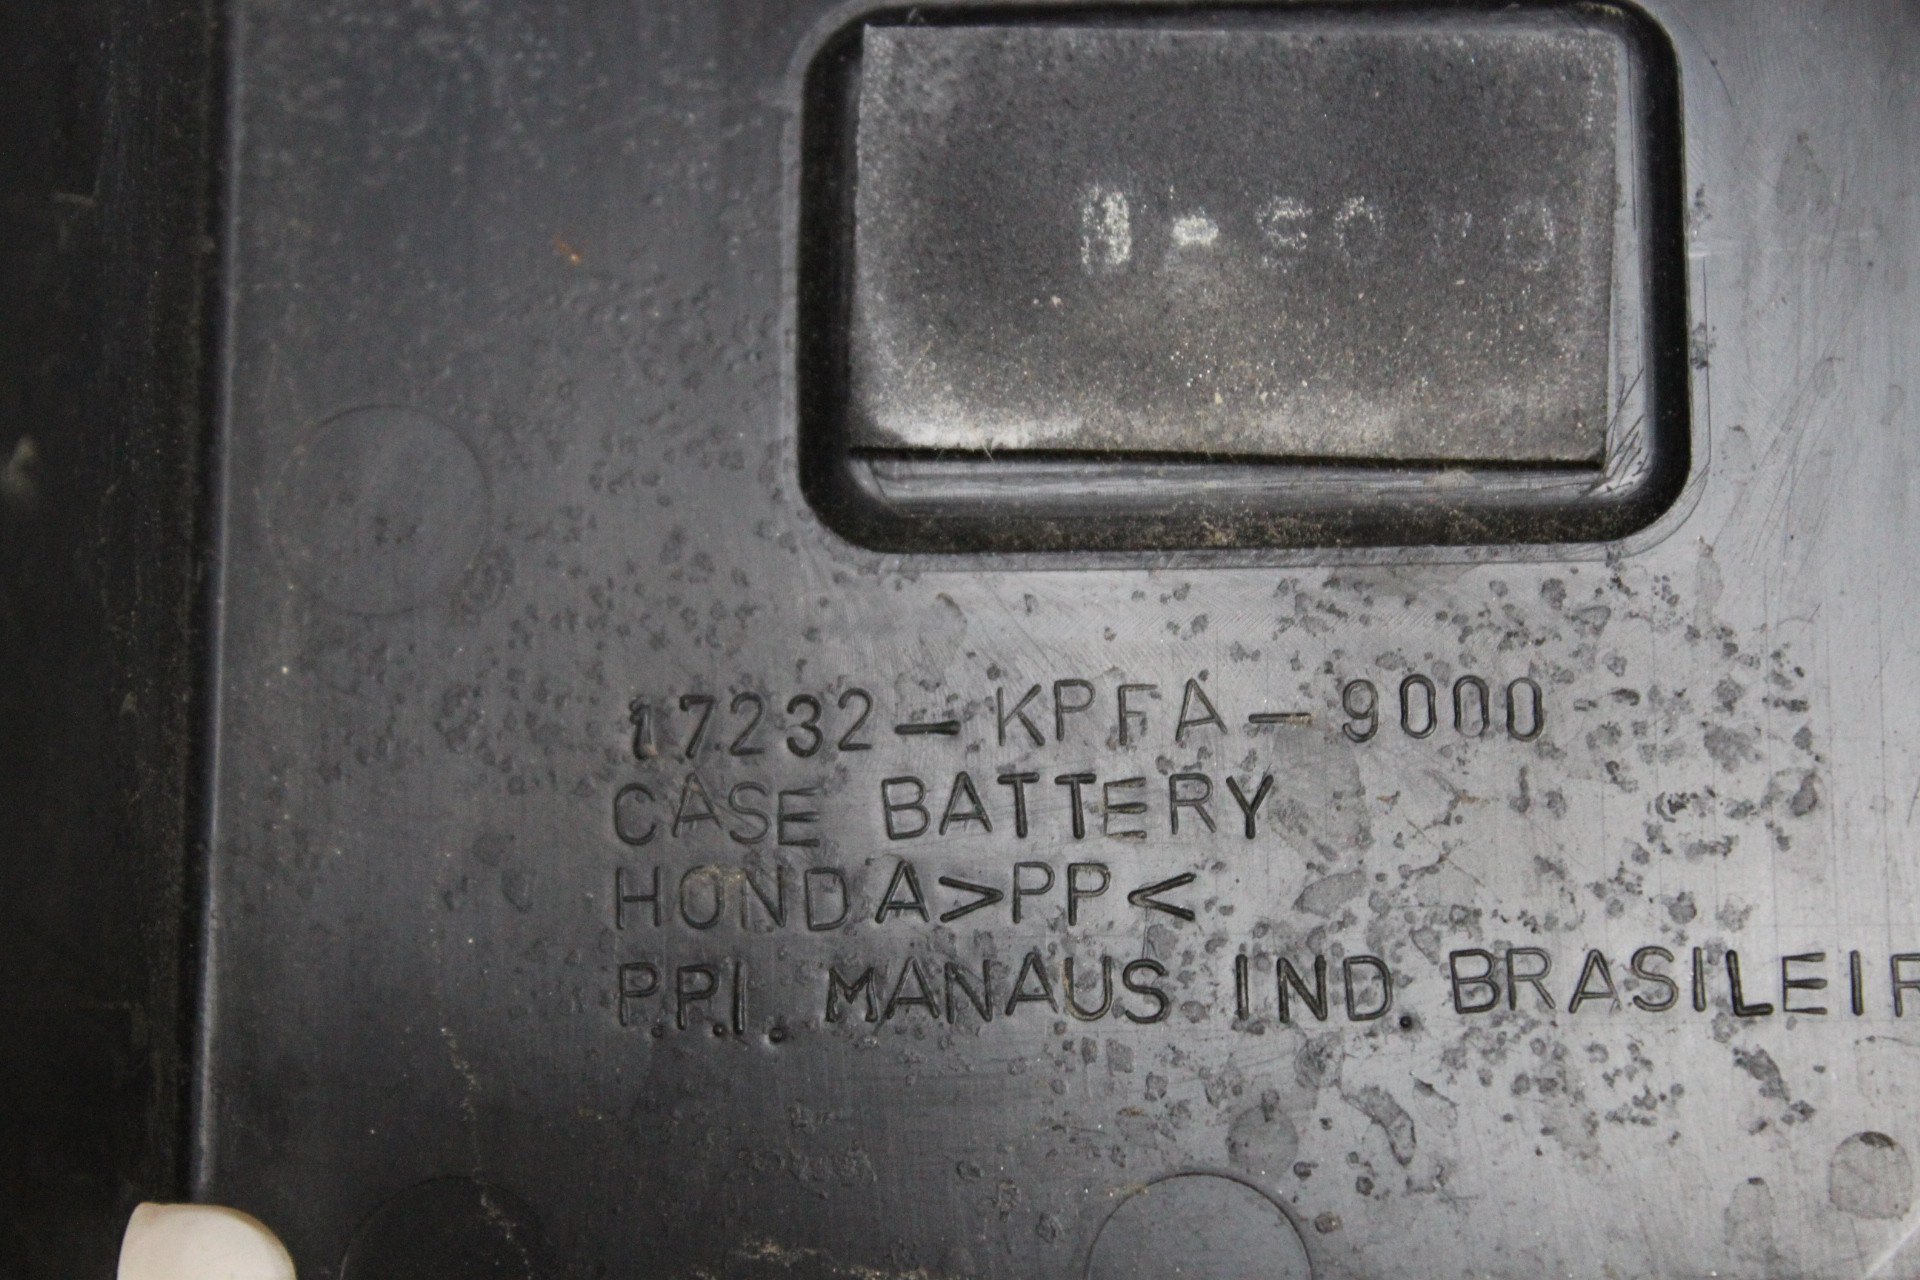 17232-KPFA-9000
CASE BATTERY
HONDA>PP<
P.P.I. MANAUS IND. BRASILEIR